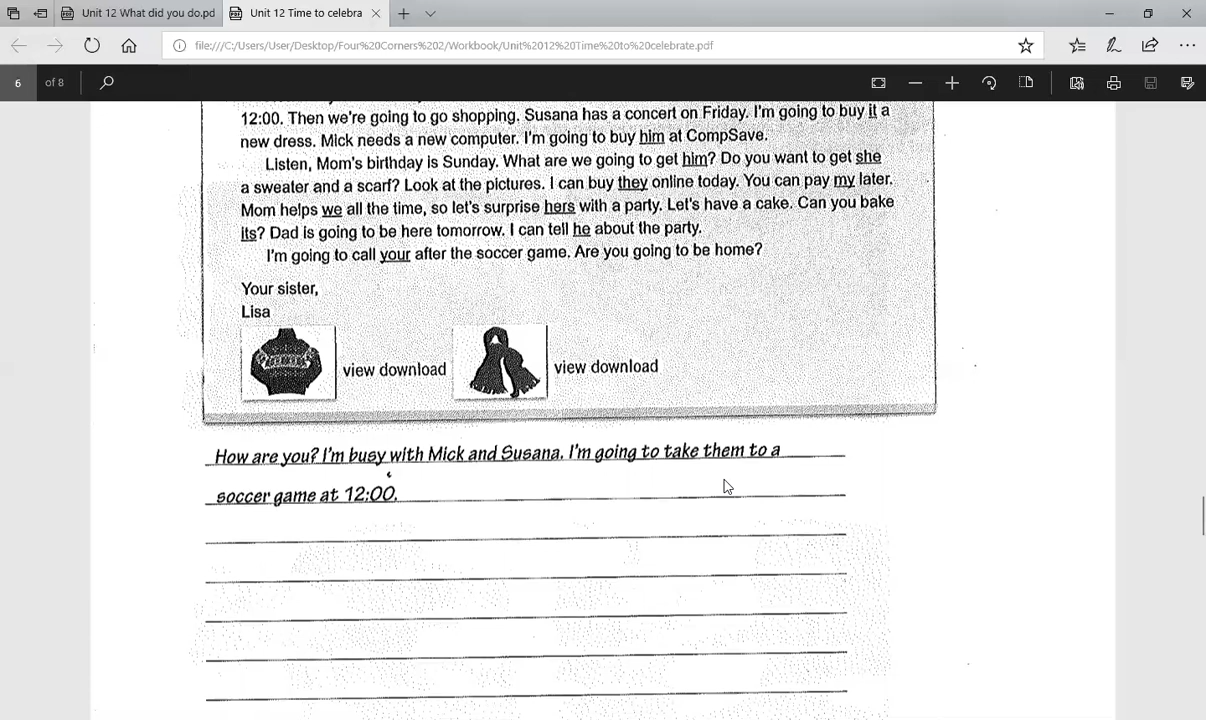 Unit 12 What did you do.pd
Unit 12 Time to celebra
file:///C:/Users/User/Desktop/Four%20Corners%202/Workbook/Unit%2012%20Time%20to%20celebrate.pdf
6 of 8
12:00. Then we're going to go shopping. Susana has a concert on Friday. I'm going to buy it a
new dress. Mick needs a new computer. I'm going to buy him at CompSave.
Listen, Mom's birthday is Sunday. What are we going to get him? Do you want to get she
a sweater and a scarf? Look at the pictures. I can buy they online today. You can pay my later.
Mom helps we all the time, so let's surprise hers with a party. Let's have a cake. Can you bake
its? Dad is going to be here tomorrow. I can tell he about the party.
I'm going to call your after the soccer game. Are you going to be home?
Your sister,
Lisa
view download view download
How are you? I'm busy with Mick and Susana. I'm going to take them to a
soccer game at 12:00.